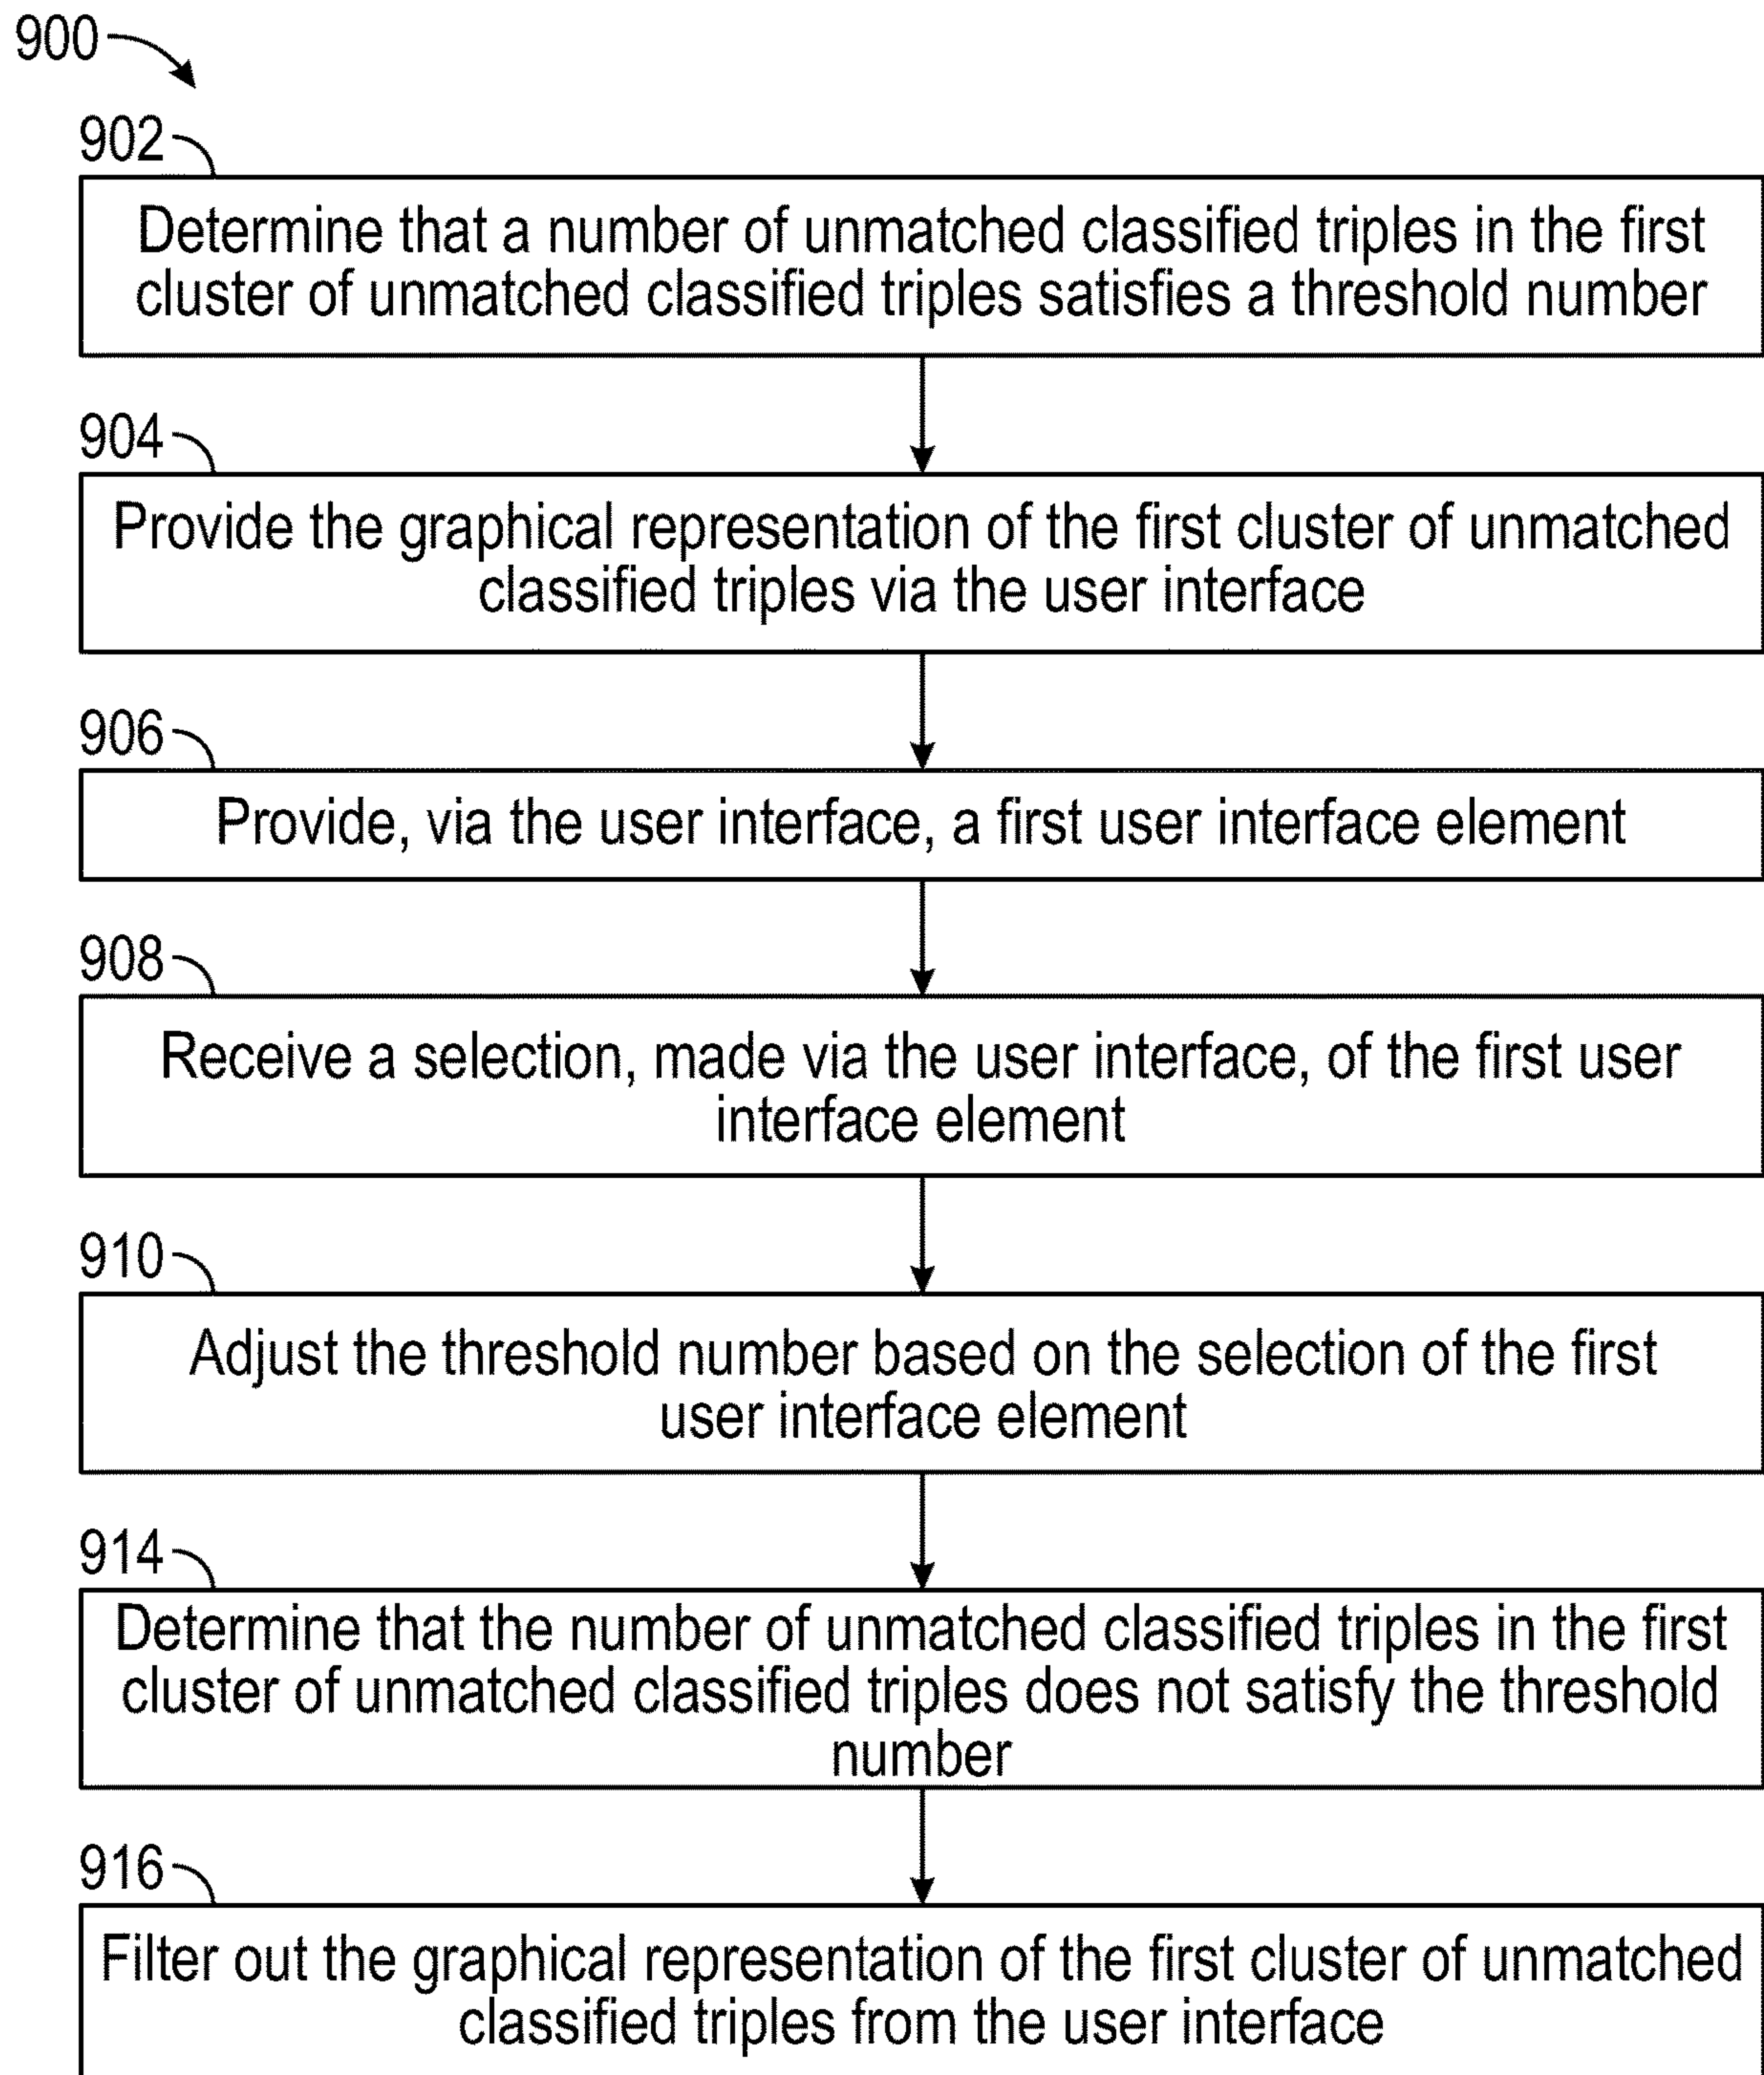 900
902
Determine that a number of unmatched classified triples in the first
cluster of unmatched classified triples satisfies a threshold number
904
Provide the graphical representation of the first cluster of unmatched
classified triples via the user interface
906
Provide, via the user interface, a first user interface element
908
Receive a selection, made via the user interface, of the first user
interface element
910
Adjust the threshold number based on the selection of the first
user interface element
914
Determine that the number of unmatched classified triples in the first
cluster of unmatched classified triples does not satisfy the threshold
number
916
Filter out the graphical representation of the first cluster of unmatched
classified triples from the user interface